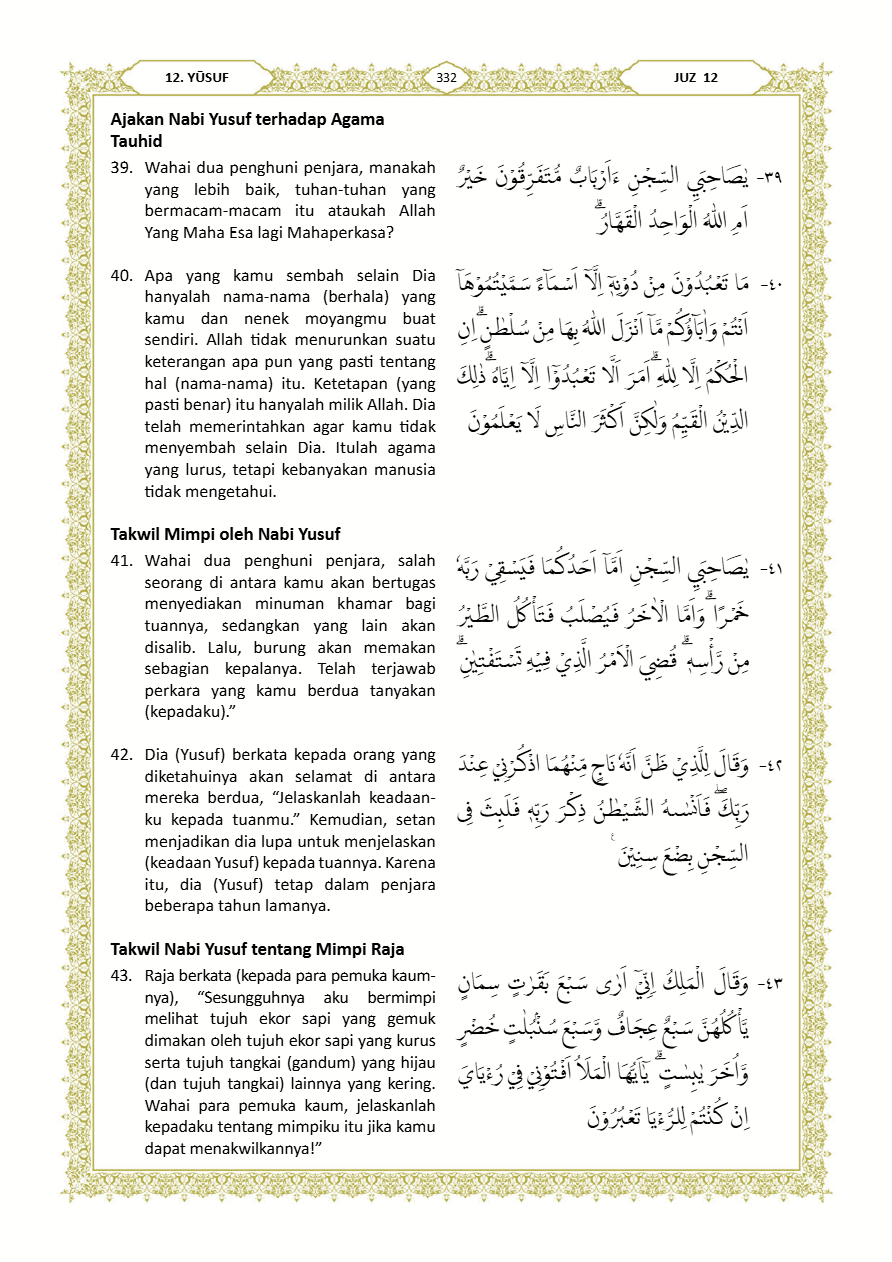 12. YŪSUF
332
JUZ 12
Ajakan Nabi Yusuf terhadap Agama
Tauhid
39. Wahai dua penghuni penjara, manakah
yang lebih baik, tuhan-tuhan yang
bermacam-macam itu ataukah Allah
Yang Maha Esa lagi Mahaperkasa?
٣٩- يٰصَاحِبَيِ السِّجْنِ ءَاَرْبَابٌ مُّتَفَرِّقُوْنَ خَيْرٌ
اَمِ اللّٰهُ الْوَاحِدُ الْقَهَّارُۗ
40. Apa yang kamu sembah selain Dia
hanyalah nama-nama (berhala) yang
kamu dan nenek moyangmu buat
sendiri. Allah tidak menurunkan suatu
keterangan apa pun yang pasti tentang
hal (nama-nama) itu. Ketetapan (yang
pasti benar) itu hanyalah milik Allah. Dia
telah memerintahkan agar kamu tidak
menyembah selain Dia. Itulah agama
yang lurus, tetapi kebanyakan manusia
tidak mengetahui.
٤٠- مَا تَعْبُدُوْنَ مِنْ دُوْنِهٖٓ اِلَّآ اَسْمَاۤءً سَمَّيْتُمُوْهَآ
اَنْتُمْ وَاٰبَاۤؤُكُمْ مَّآ اَنْزَلَ اللّٰهُ بِهَا مِنْ سُلْطٰنٍۗ اِنِ
الْحُكْمُ اِلَّا لِلّٰهِ ۗاَمَرَ اَلَّا تَعْبُدُوْٓا اِلَّآ اِيَّاهُ ۗذٰلِكَ
الدِّيْنُ الْقَيِّمُ وَلٰكِنَّ اَكْثَرَ النَّاسِ لَا يَعْلَمُوْنَ
Takwil Mimpi oleh Nabi Yusuf
41. Wahai dua penghuni penjara, salah
seorang di antara kamu akan bertugas
menyediakan minuman khamar bagi
tuannya, sedangkan yang lain akan
disalib. Lalu, burung akan memakan
sebagian kepalanya. Telah terjawab
perkara yang kamu berdua tanyakan
(kepadaku).”
٤١- يٰصَاحِبَيِ السِّجْنِ اَمَّآ اَحَدُكُمَا فَيَسْقِيْ رَبَّهٗ
خَمْرًا ۗوَاَمَّا الْاٰخَرُ فَيُصْلَبُ فَتَأْكُلُ الطَّيْرُ
مِنْ رَّأْسِهٖ ۗ قُضِيَ الْاَمْرُ الَّذِيْ فِيْهِ تَسْتَفْتِيٰنِۗ
42. Dia (Yusuf) berkata kepada orang yang
diketahuinya akan selamat di antara
mereka berdua, “Jelaskanlah keadaan-
ku kepada tuanmu.” Kemudian, setan
menjadikan dia lupa untuk menjelaskan
(keadaan Yusuf) kepada tuannya. Karena
itu, dia (Yusuf) tetap dalam penjara
beberapa tahun lamanya.
٤٢- وَقَالَ لِلَّذِيْ ظَنَّ اَنَّهٗ نَاجٍ مِّنْهُمَا اذْكُرْنِيْ عِنْدَ
رَبِّكَۖ فَاَنْسٰىهُ الشَّيْطٰنُ ذِكْرَ رَبِّهٖ فَلَبِثَ فِى
السِّجْنِ بِضْعَ سِنِيْنَ ࣖ
Takwil Nabi Yusuf tentang Mimpi Raja
43. Raja berkata (kepada para pemuka kaum-
nya), “Sesungguhnya aku bermimpi
melihat tujuh ekor sapi yang gemuk
dimakan oleh tujuh ekor sapi yang kurus
serta tujuh tangkai (gandum) yang hijau
(dan tujuh tangkai) lainnya yang kering.
Wahai para pemuka kaum, jelaskanlah
kepadaku tentang mimpiku itu jika kamu
dapat menakwilkannya!”
٤٣- وَقَالَ الْمَلِكُ اِنِّيْٓ اَرٰى سَبْعَ بَقَرٰتٍ سِمَانٍ
يَّأْكُلُهُنَّ سَبْعٌ عِجَافٌ وَّسَبْعَ سُنْۢبُلٰتٍ خُضْرٍ
وَّاُخَرَ يٰبِسٰتٍۗ يٰٓاَيُّهَا الْمَلَاُ اَفْتُوْنِيْ فِيْ رُءْيَايَ
اِنْ كُنْتُمْ لِلرُّءْيَا تَعْبُرُوْنَ